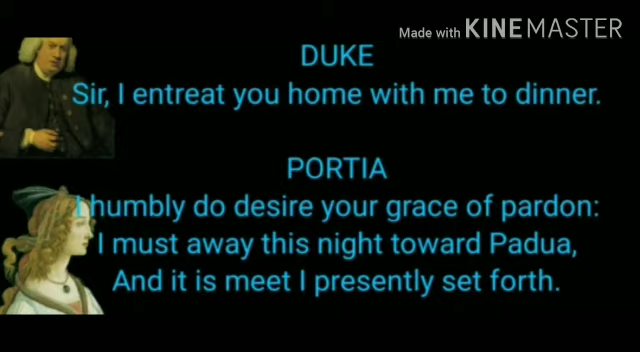 Made with KINEMASTER
DUKE
Sir, I entreat you home with me to dinner.
PORTIA
I humbly do desire your grace of pardon:
I must away this night toward Padua,
And it is meet I presently set forth.